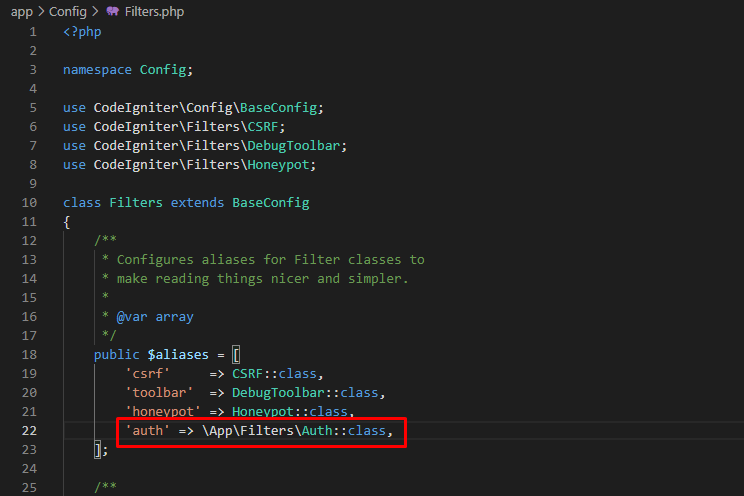 app > Config > Filters.php
1 <?php
2
3 namespace Config;
4
5 use CodeIgniter\Config\BaseConfig;
6 use CodeIgniter\Filters\CSRF;
7 use CodeIgniter\Filters\DebugToolbar;
8 use CodeIgniter\Filters\Honeypot;
9
10 class Filters extends BaseConfig
11 {
12     /**
13      * Configures aliases for Filter classes to
14      * make reading things nicer and simpler.
15      *
16      * @var array
17      */
18     public $aliases = [
19         'csrf'     => CSRF::class,
20         'toolbar'  => DebugToolbar::class,
21         'honeypot' => Honeypot::class,
22         'auth' => \App\Filters\Auth::class,
23     ];
24
25     /**